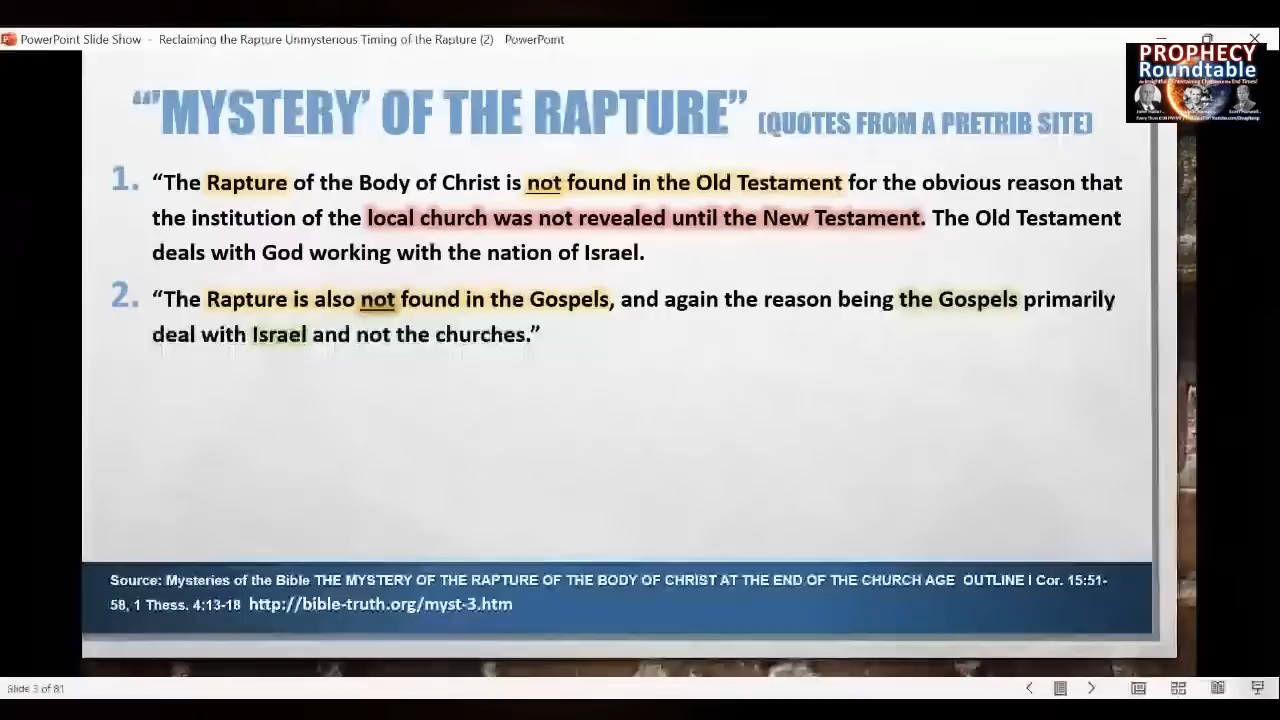 PowerPoint Slide Show - Reclaiming the Rapture Unmysterious Timing of the Rapture (2) PowerPoint
PROPHECY
Roundtable
“‘MYSTERY’ OF THE RAPTURE” (QUOTES FROM A PRETRIB SITE)
1. “The Rapture of the Body of Christ is not found in the Old Testament for the obvious reason that
the institution of the local church was not revealed until the New Testament. The Old Testament
deals with God working with the nation of Israel.
2. “The Rapture is also not found in the Gospels, and again the reason being the Gospels primarily
deal with Israel and not the churches.”
Source: Mysteries of the Bible THE MYSTERY OF THE RAPTURE OF THE BODY OF CHRIST AT THE END OF THE CHURCH AGE OUTLINE I Cor. 15:51-
58, 1 Thess. 4:13-18 http://bible-truth.org/myst-3.htm
Slide 3 of 81